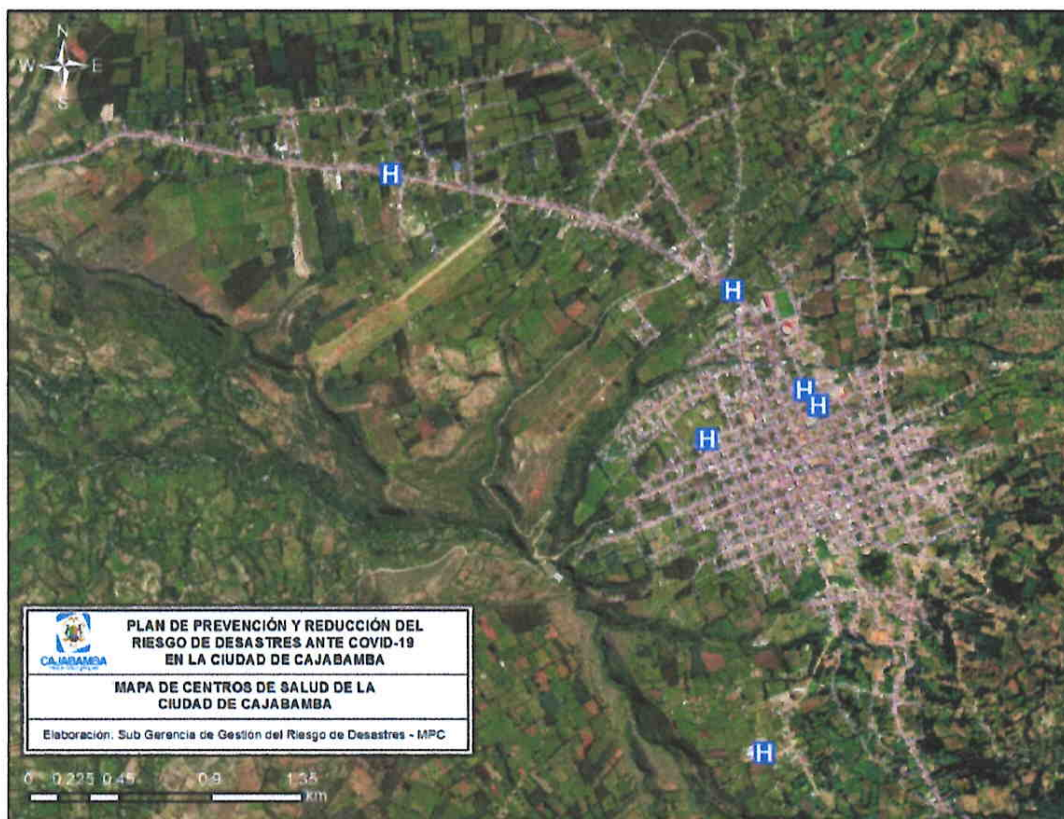 N
W E
S
H
H
H
H
H
H
CAJABAMBA
PLAN DE PREVENCIÓN Y REDUCCIÓN DEL
RIESGO DE DESASTRES ANTE COVID-19
EN LA CIUDAD DE CAJABAMBA
MAPA DE CENTROS DE SALUD DE LA
CIUDAD DE CAJABAMBA
Elaboración: Sub Gerencia de Gestión del Riesgo de Desastres - MPC
0 0.225 0.45 0.9 1.35
km